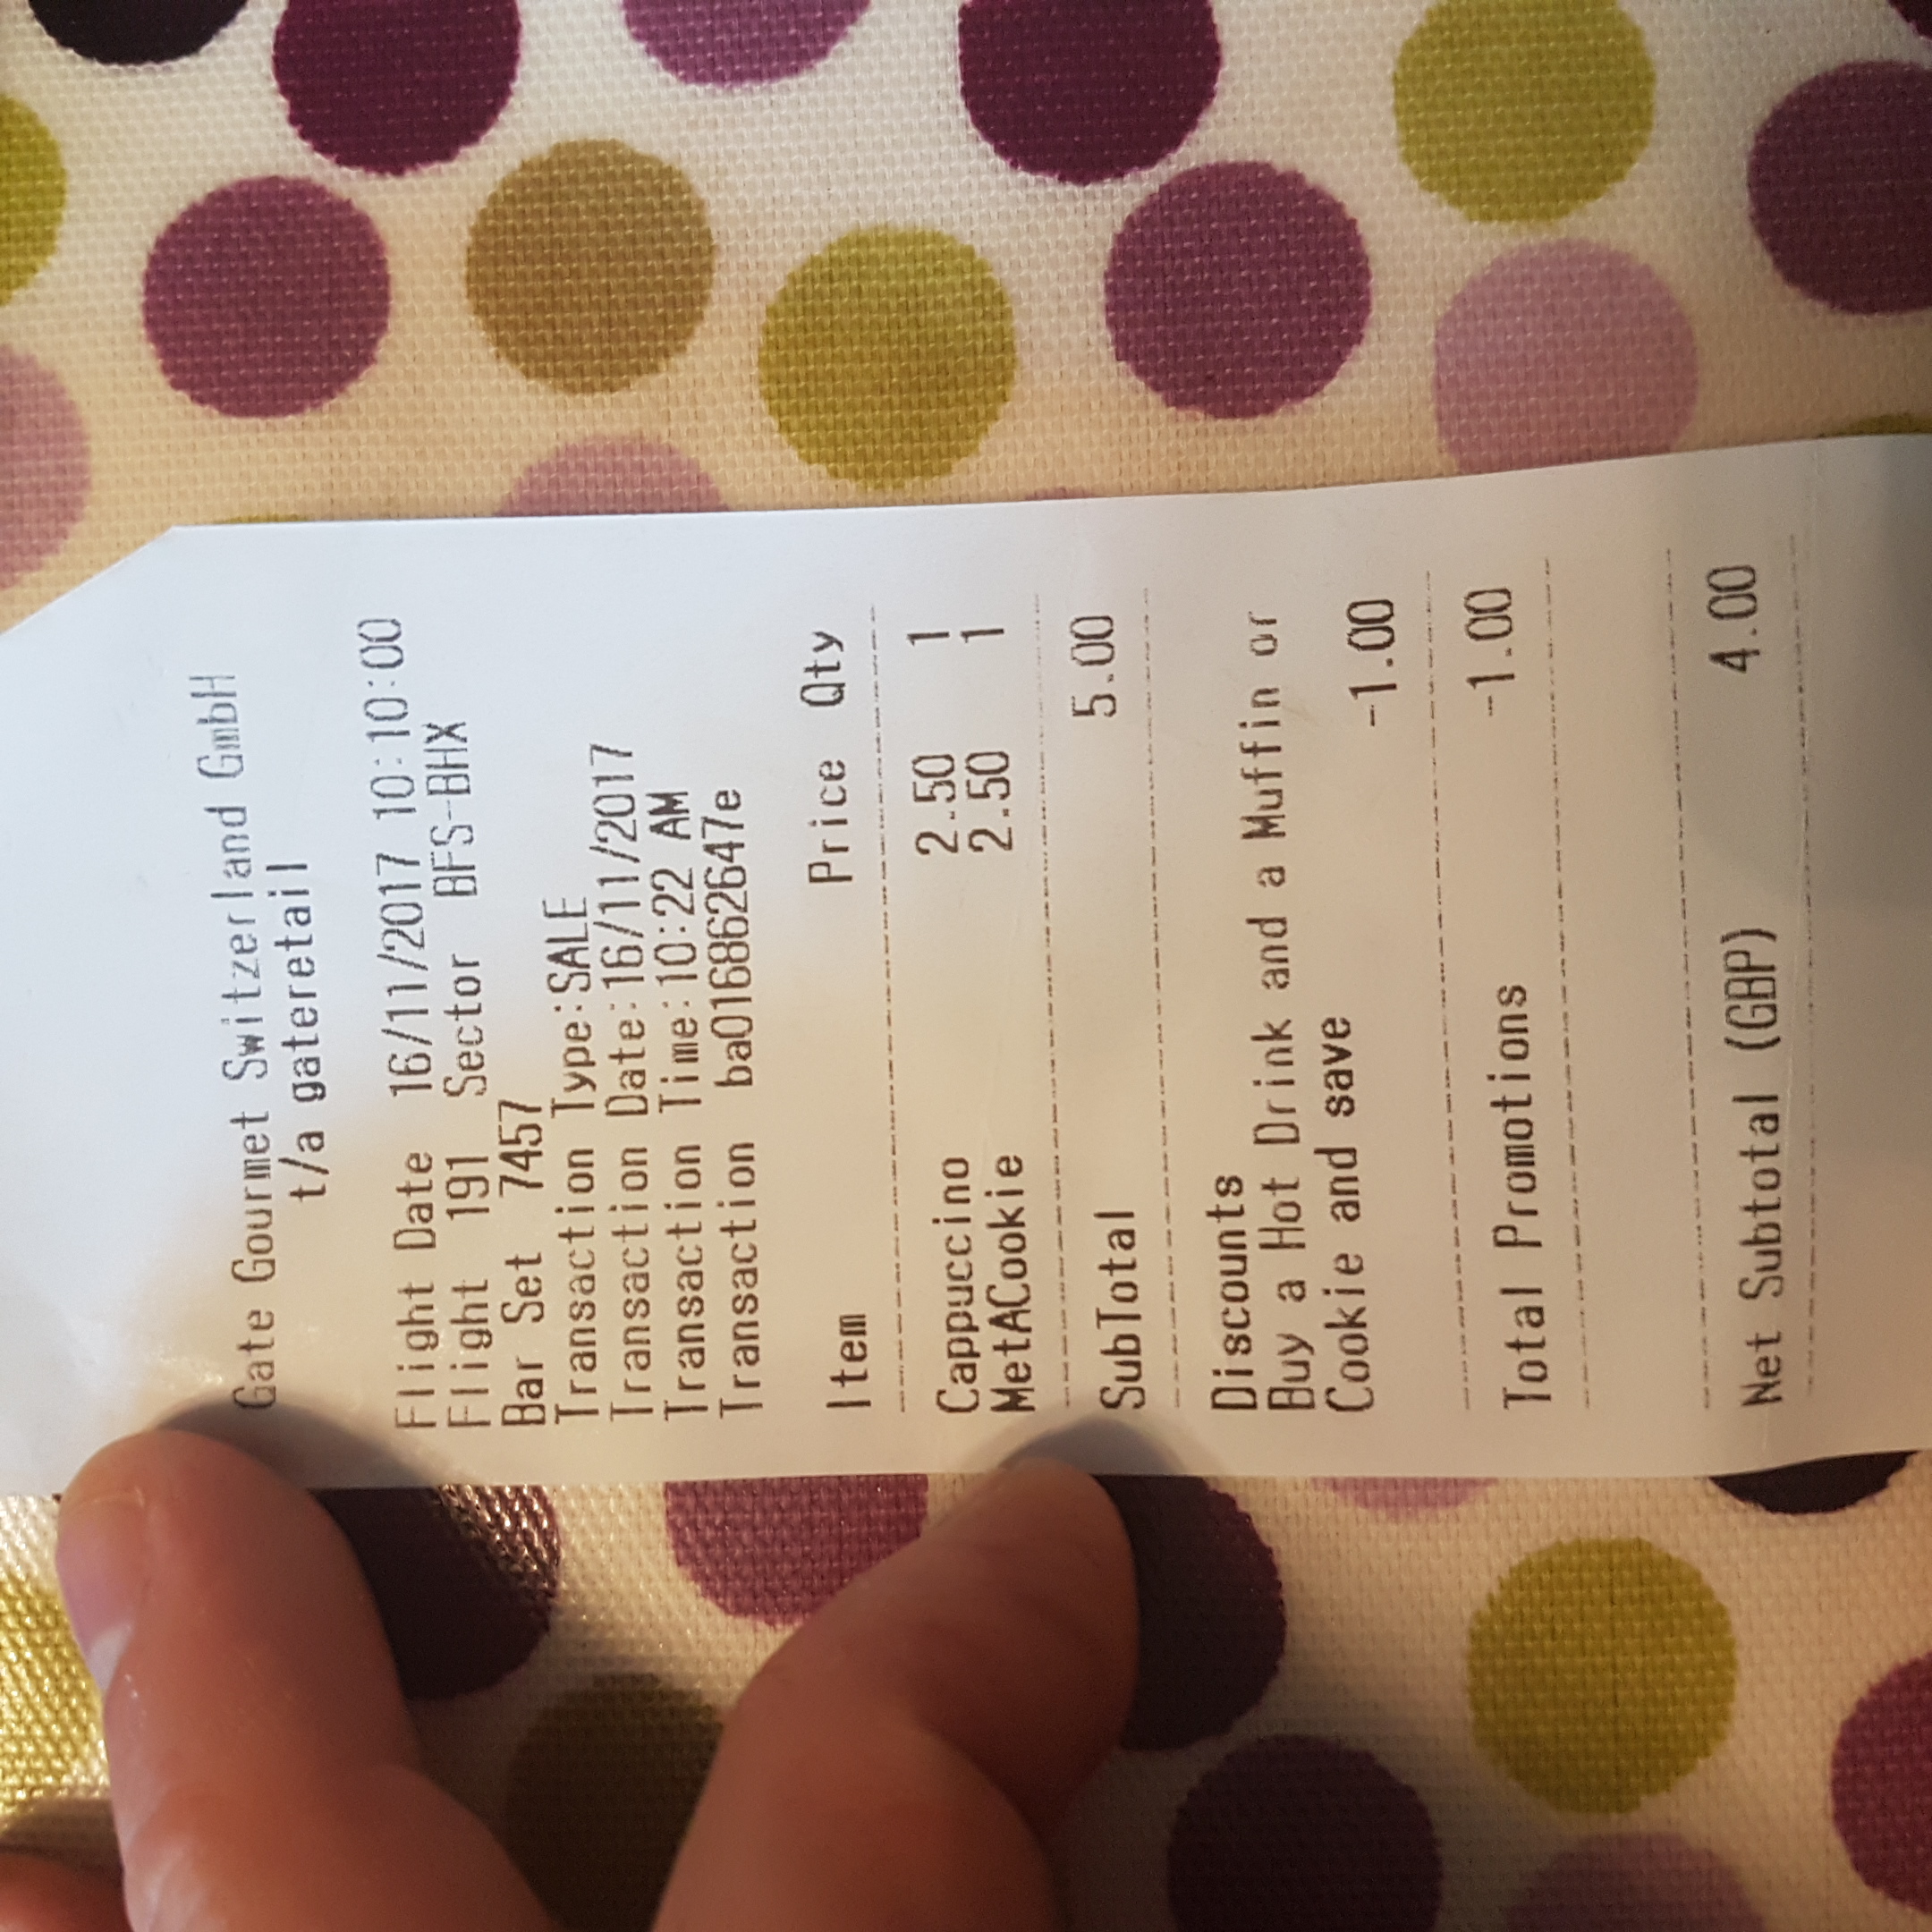 Gate Gourmet Switzerland GmbH
t/a gateretail
Flight Date 16/11/2017 10:10:00
Flight 191 Sector BFS-BHX
Bar Set 7457
Transaction Type:SALE
Transaction Date:16/11/2017
Transaction Time:10:22 AM
Transaction ba016862647e
Item Price Qty
Cappuccino 2.50 1
MetACookie 2.50 1
SubTotal 5.00
Discounts
Buy a Hot Drink and a Muffin or
Cookie and save -1.00
Total Promotions -1.00
Net Subtotal (GBP) 4.00